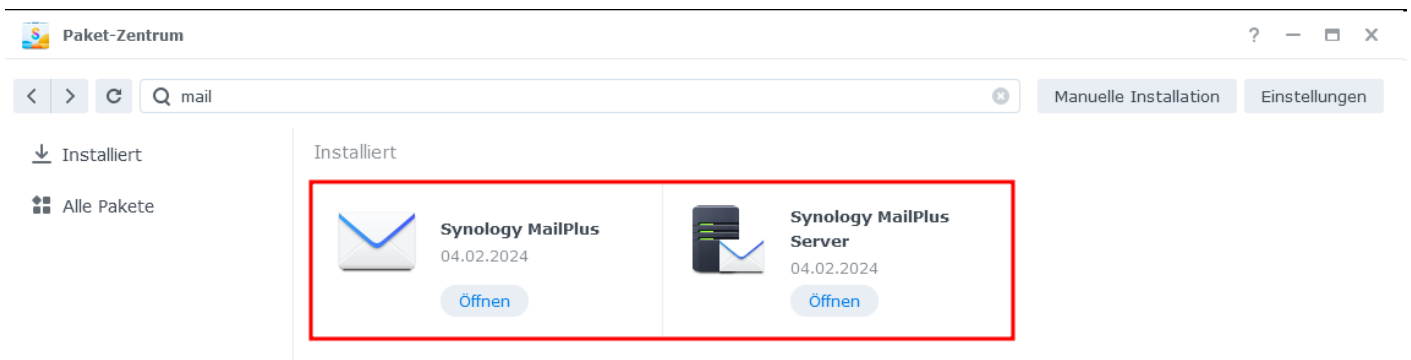 Paket-Zentrum
?
mail
Manuelle Installation
Einstellungen
Installiert
Alle Pakete
Installiert
Synology MailPlus
04.02.2024
Öffnen
Synology MailPlus
Server
04.02.2024
Öffnen